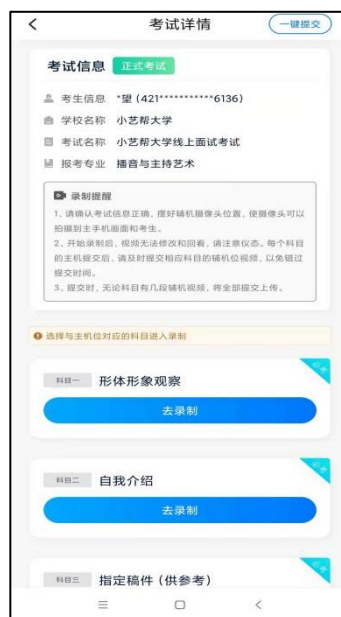 考试详情
一键提交
考试信息 正式考试
考生信息 *望 (421***********6136)
学校名称 小艺帮大学
考试名称 小艺帮大学线上面试考试
报考专业 播音与主持艺术
录制提醒
1、请确认考试信息正确，摆好辅机摄像头位置，使摄像头可以
拍摄到主手机画面和考生。
2、开始录制后，视频无法修改和回看，请注意仪态。每个科目
的主机提交后，请及时提交相应科目的辅机位视频，以免错过
提交时间。
3、提交时，无论科目有几段辅机视频，将全部提交上传。
选择与主机位对应的科目进入录制
必考
科目一 形体形象观察
去录制
必考
科目二 自我介绍
去录制
必考
科目三 指定稿件 (供参考)